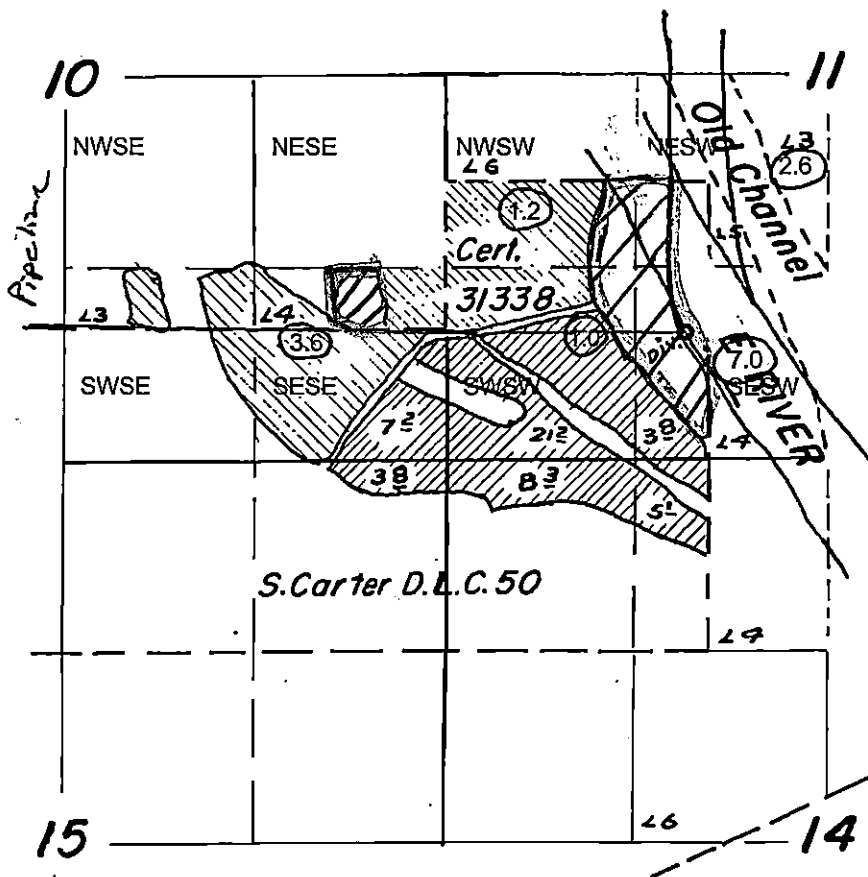 10
11
NWSE
NESE
NWSW
NESW
L3
2.6
L6
1.2
Old Channel
L5
Pipeline
Cert.
31338
L3
L4
3.6
1.0
Div.
7.0
SWSE
SESE
SWSW
SESW
RIVER
7 2
21 2
3 8
L4
3 8
8 3
5 1
S. Carter D.L.C. 50
L4
15
L6
14